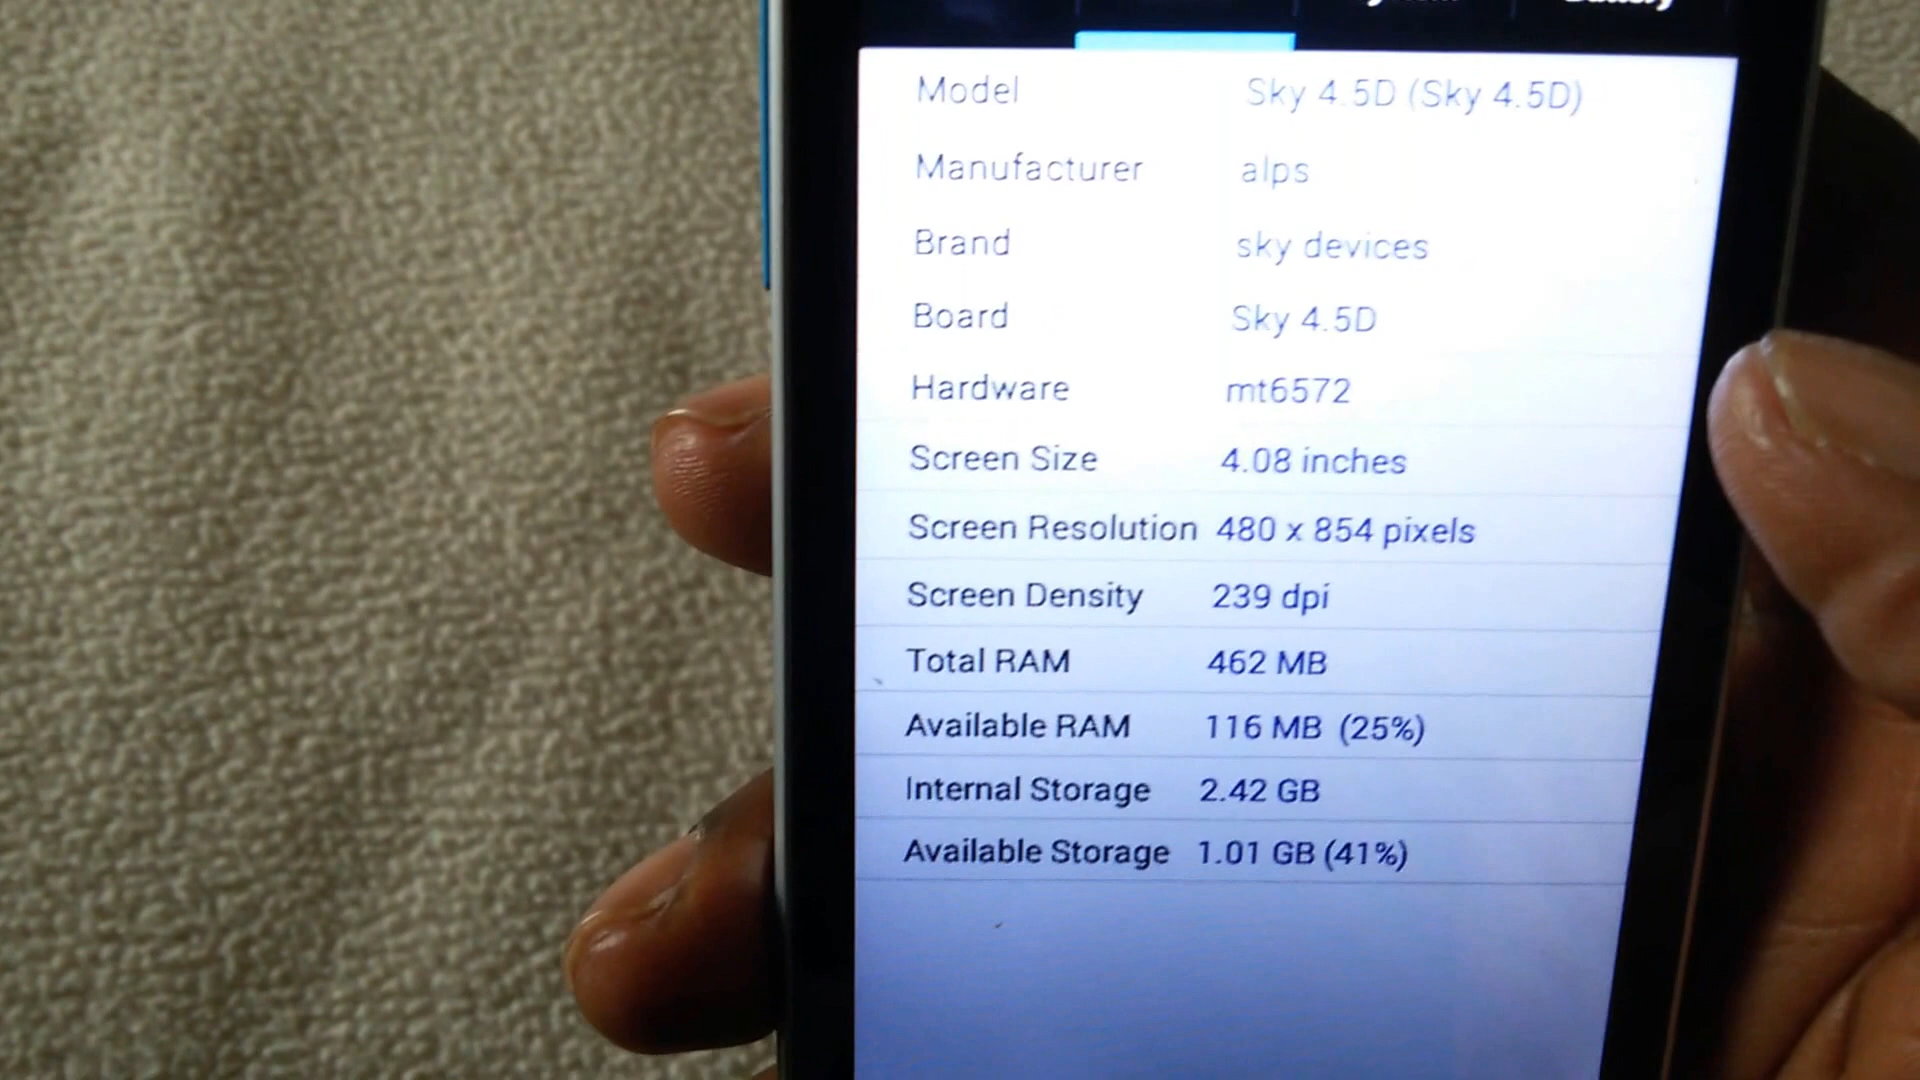 Model Sky 4.5D (Sky 4.5D)
Manufacturer alps
Brand sky devices
Board Sky 4.5D
Hardware mt6572
Screen Size 4.08 inches
Screen Resolution 480 x 854 pixels
Screen Density 239 dpi
Total RAM 462 MB
Available RAM 116 MB (25%)
Internal Storage 2.42 GB
Available Storage 1.01 GB (41%)